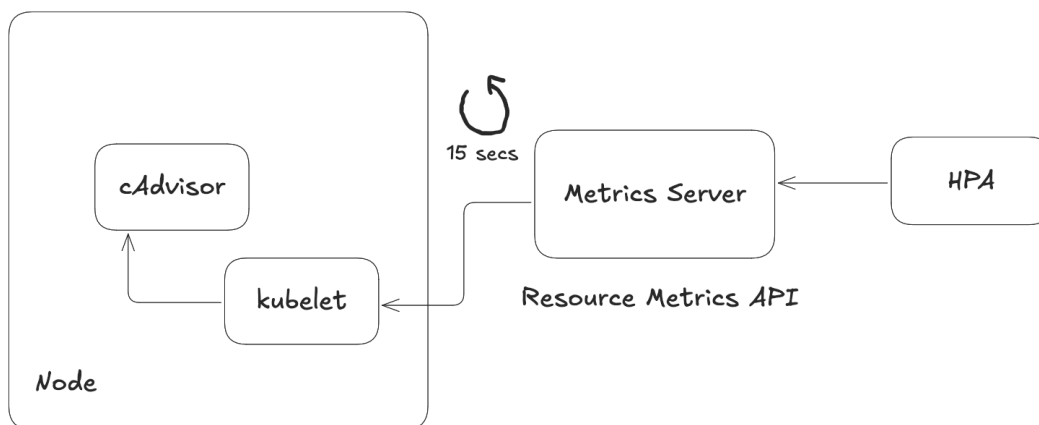 15 secs
cAdvisor
Metrics Server
HPA
kubelet
Resource Metrics API
Node